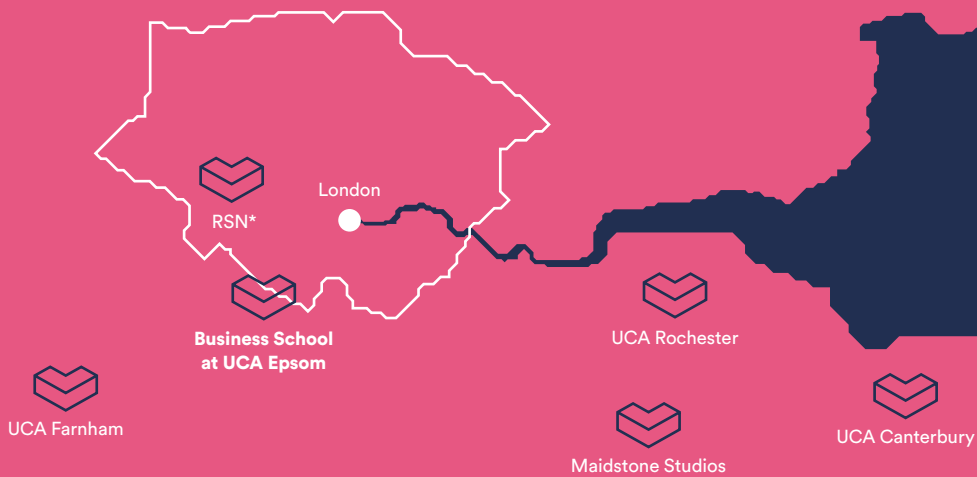 London
RSN*
Business School
at UCA Epsom
UCA Rochester
UCA Farnham
UCA Canterbury
Maidstone Studios